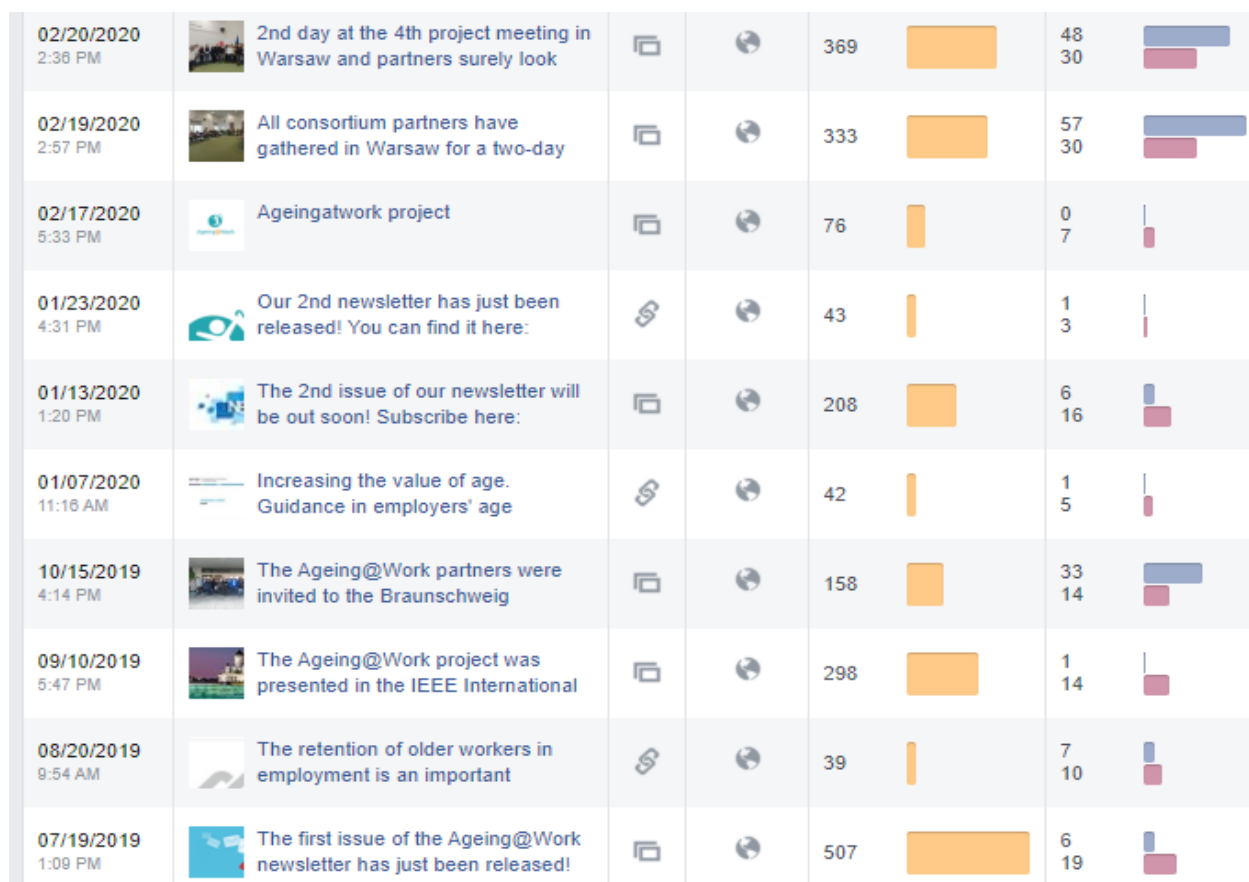 02/20/2020
2:36 PM
2nd day at the 4th project meeting in
Warsaw and partners surely look
369
48
30
02/19/2020
2:57 PM
All consortium partners have
gathered in Warsaw for a two-day
333
57
30
02/17/2020
5:33 PM
Ageingatwork project
76
0
7
01/23/2020
4:31 PM
Our 2nd newsletter has just been
released! You can find it here:
43
1
3
01/13/2020
1:20 PM
The 2nd issue of our newsletter will
be out soon! Subscribe here:
208
6
16
01/07/2020
11:16 AM
Increasing the value of age.
Guidance in employers' age
42
1
5
10/15/2019
4:14 PM
The Ageing@Work partners were
invited to the Braunschweig
158
33
14
09/10/2019
5:47 PM
The Ageing@Work project was
presented in the IEEE International
298
1
14
08/20/2019
9:54 AM
The retention of older workers in
employment is an important
39
7
10
07/19/2019
1:09 PM
The first issue of the Ageing@Work
newsletter has just been released!
507
6
19